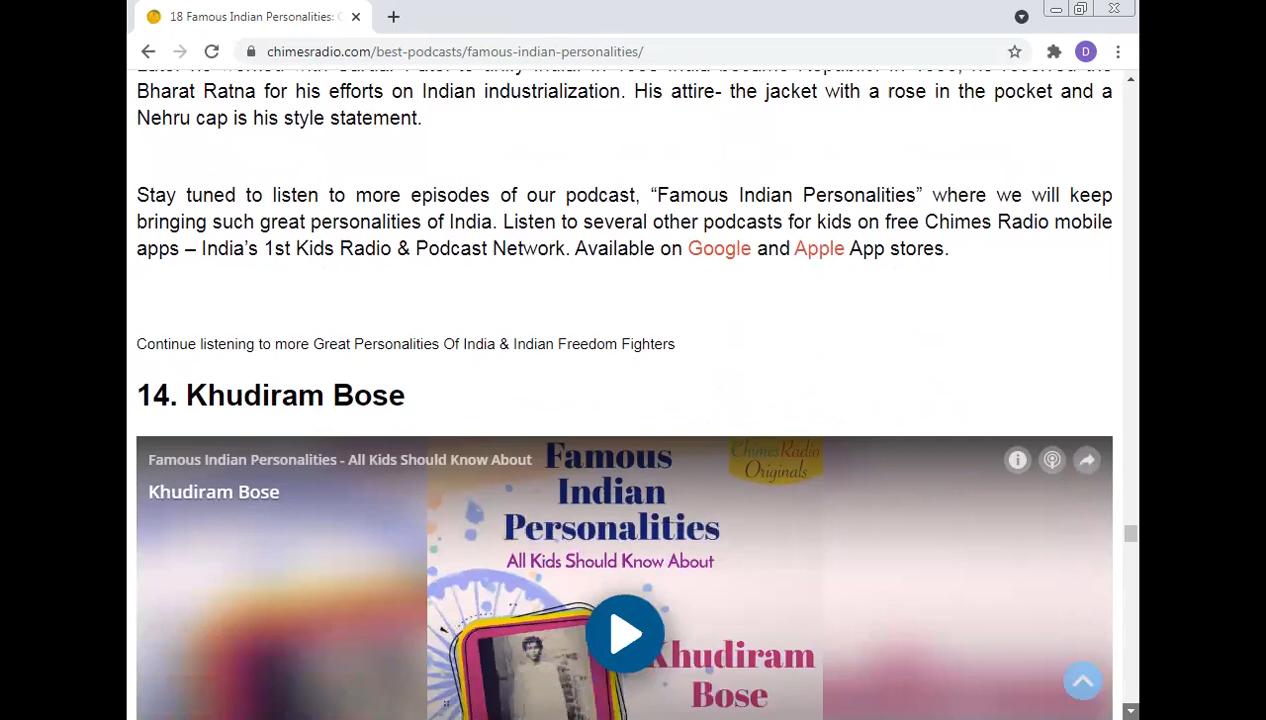 18 Famous Indian Personalities:
chimesradio.com/best-podcasts/famous-indian-personalities/
D
Bharat Ratna for his efforts on Indian industrialization. His attire- the jacket with a rose in the pocket and a
Nehru cap is his style statement.
Stay tuned to listen to more episodes of our podcast, “Famous Indian Personalities” where we will keep
bringing such great personalities of India. Listen to several other podcasts for kids on free Chimes Radio mobile
apps – India’s 1st Kids Radio & Podcast Network. Available on Google and Apple App stores.
Continue listening to more Great Personalities Of India & Indian Freedom Fighters
14. Khudiram Bose
Famous Indian Personalities - All Kids Should Know About
Khudiram Bose
Famous
Indian
Personalities
All Kids Should Know About
ChimesRadio
Originals
Khudiram
Bose